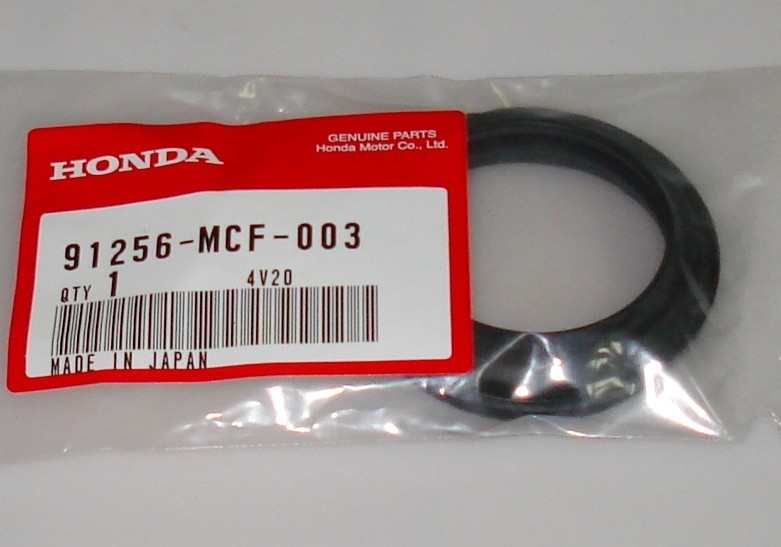 GENUINE PARTS
HONDA
Honda Motor Co., Ltd.
91256-MCF-003
QTY 1 4V20
MADE IN JAPAN